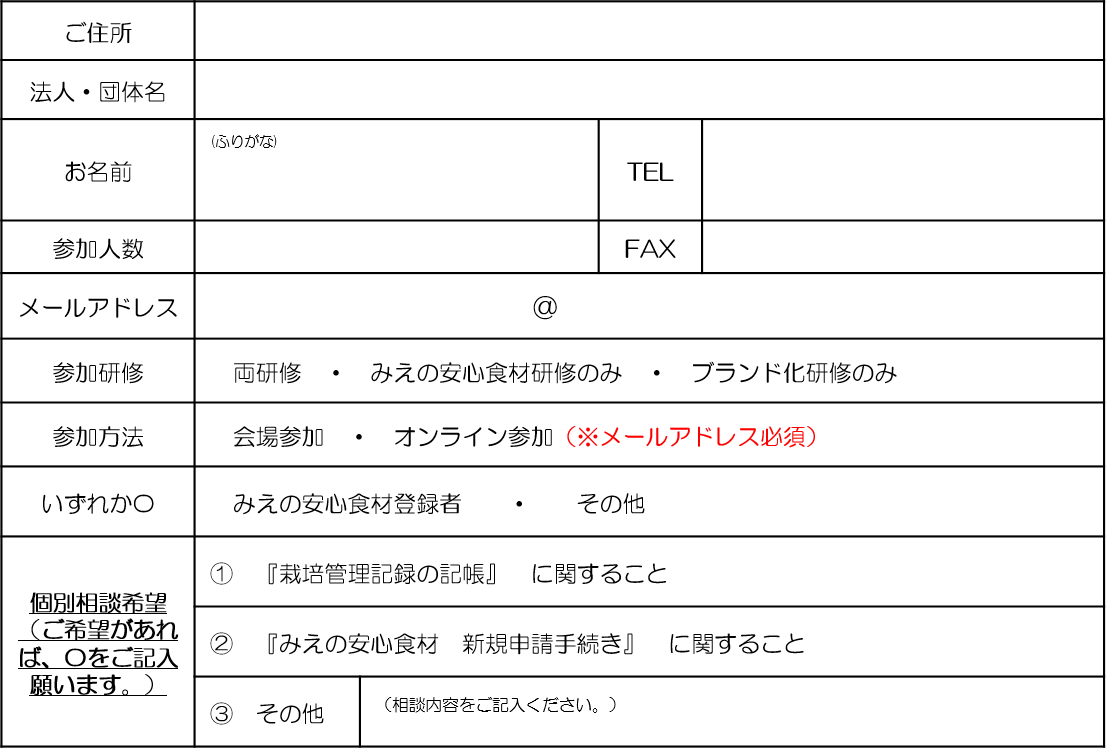 ご住所
法人・団体名
お名前
(ふりがな)
TEL
参加人数
FAX
メールアドレス
@
参加研修
両研修　・　みえの安心食材研修のみ　・　ブランド化研修のみ
参加方法
会場参加　・　オンライン参加（※メールアドレス必須）
いずれか〇
みえの安心食材登録者　　・　　その他
個別相談希望
（ご希望があれ
ば、〇をご記入
願います。）
①　『栽培管理記録の記帳』　に関すること
②　『みえの安心食材　新規申請手続き』　に関すること
③　その他
（相談内容をご記入ください。）